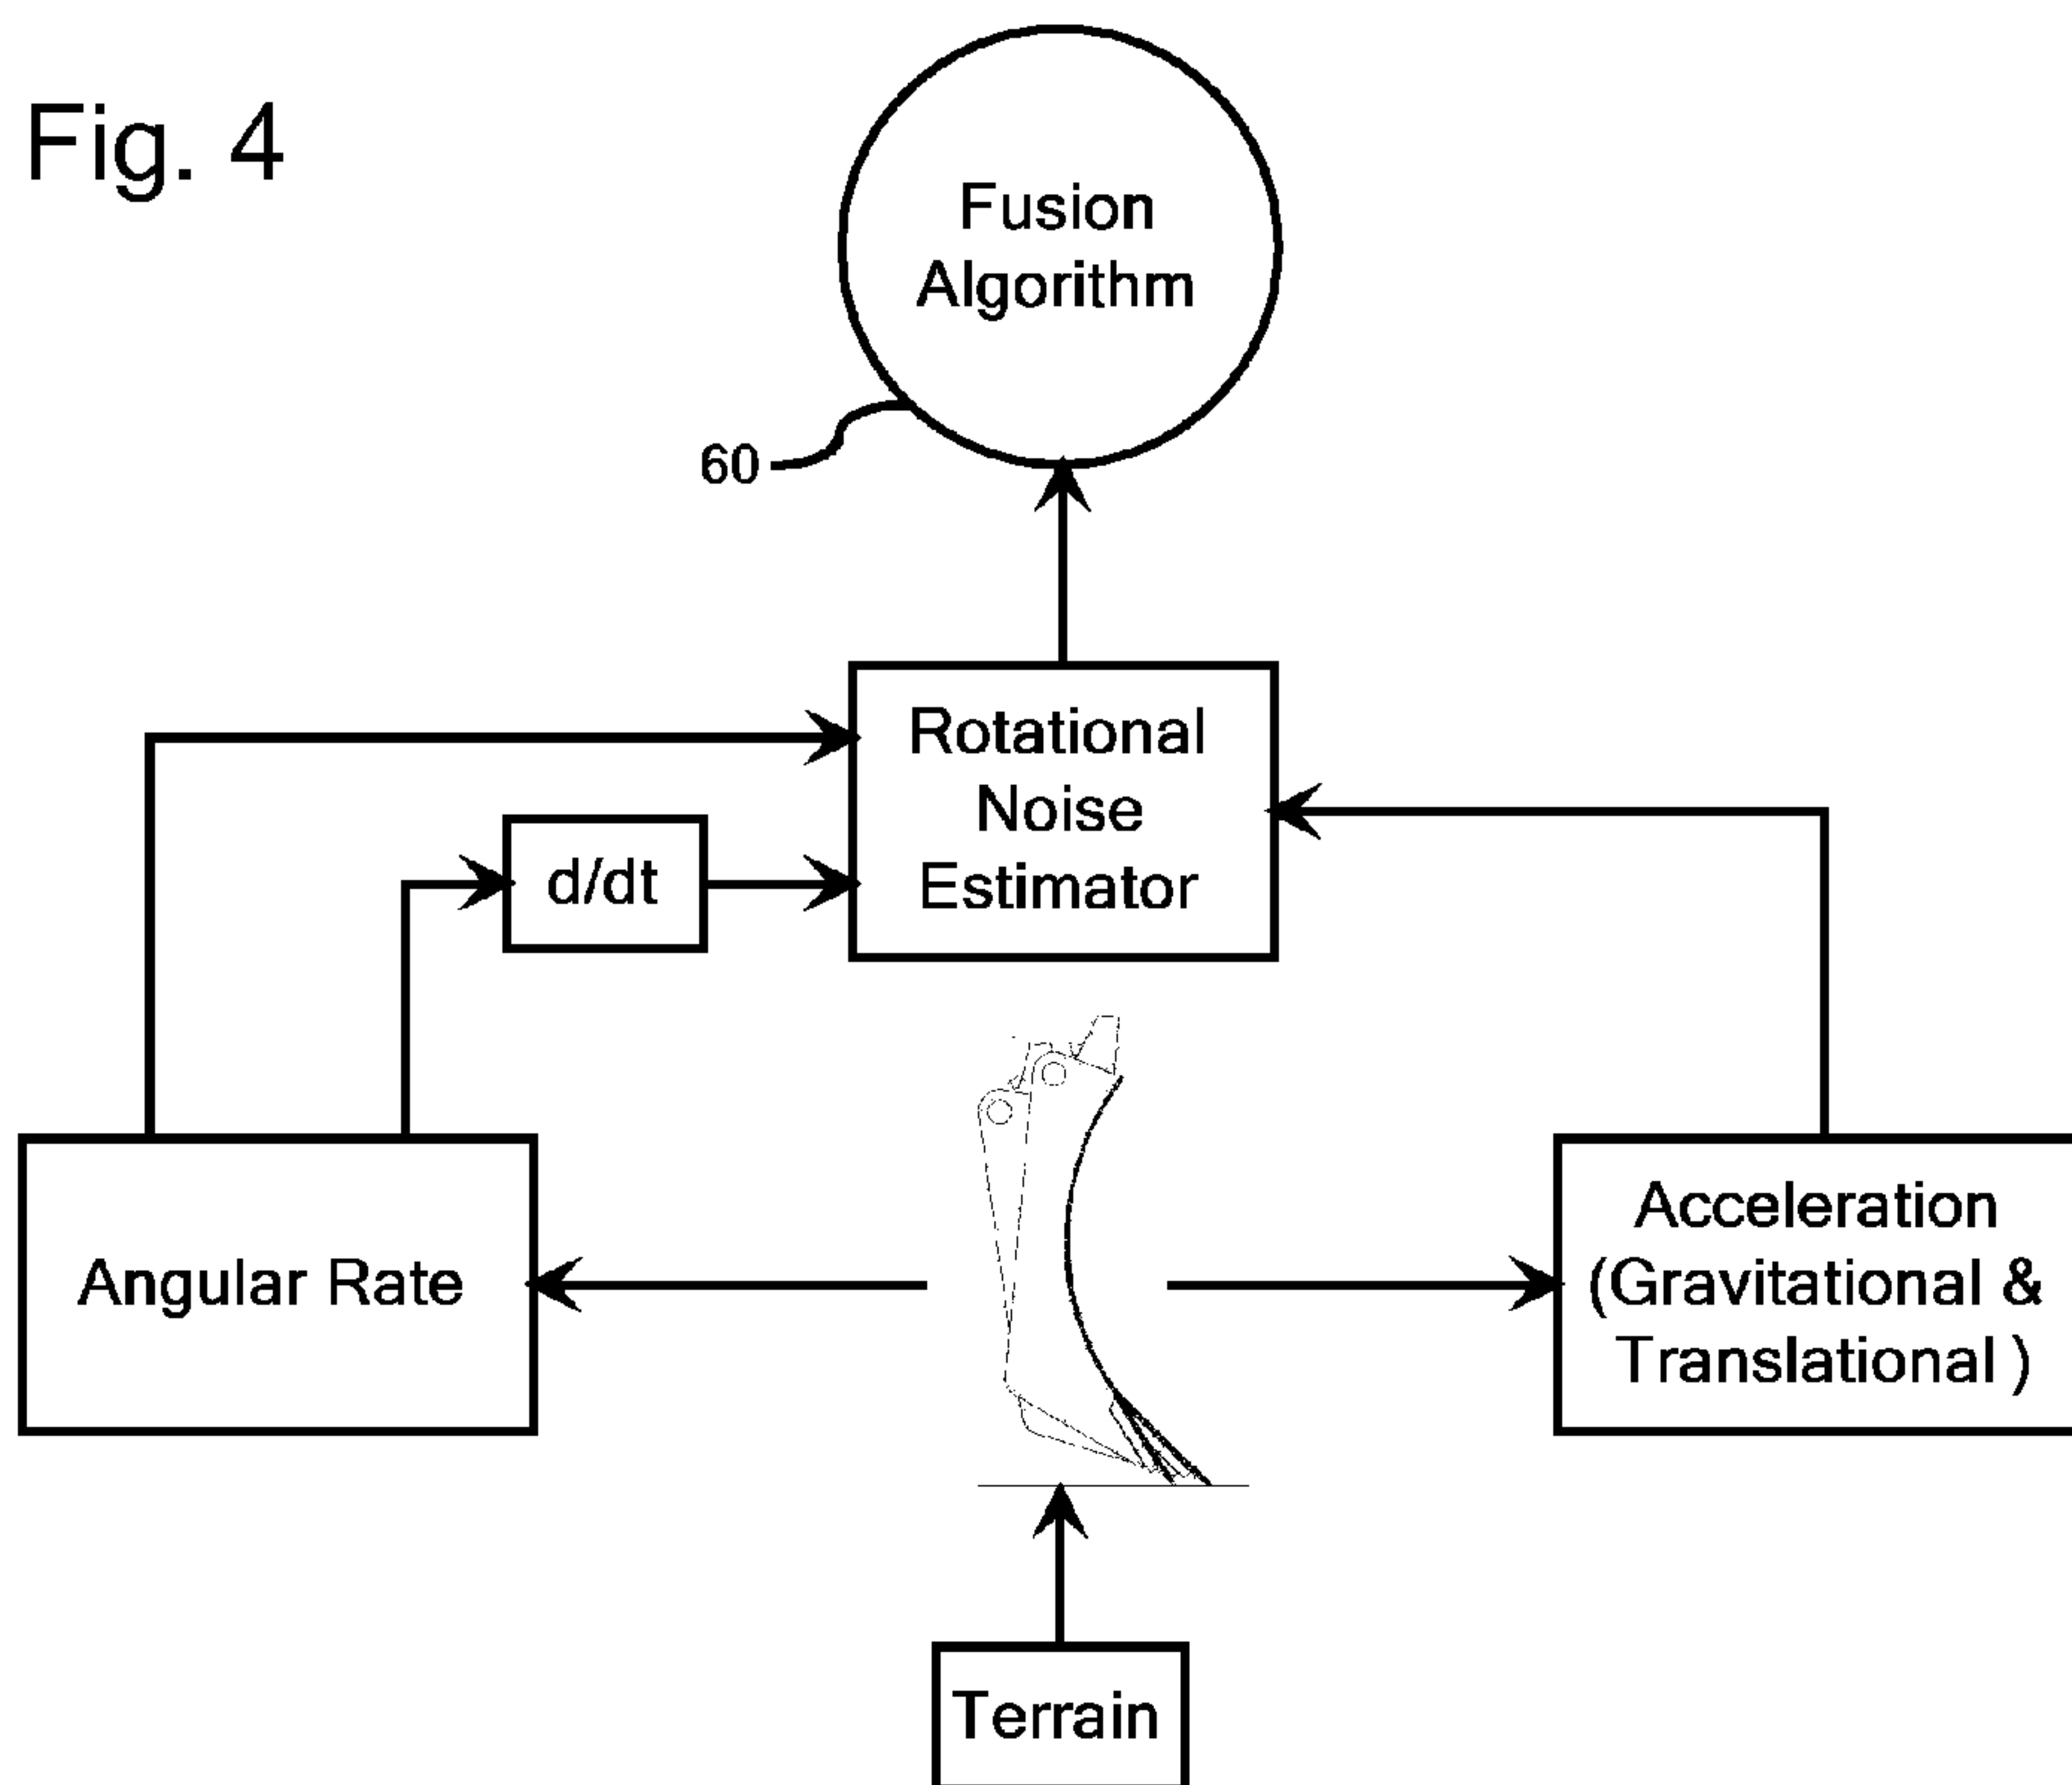 Fig. 4
Fusion
Algorithm
60
Rotational
Noise
Estimator
d/dt
Angular Rate
Acceleration
(Gravitational &
Translational )
Terrain